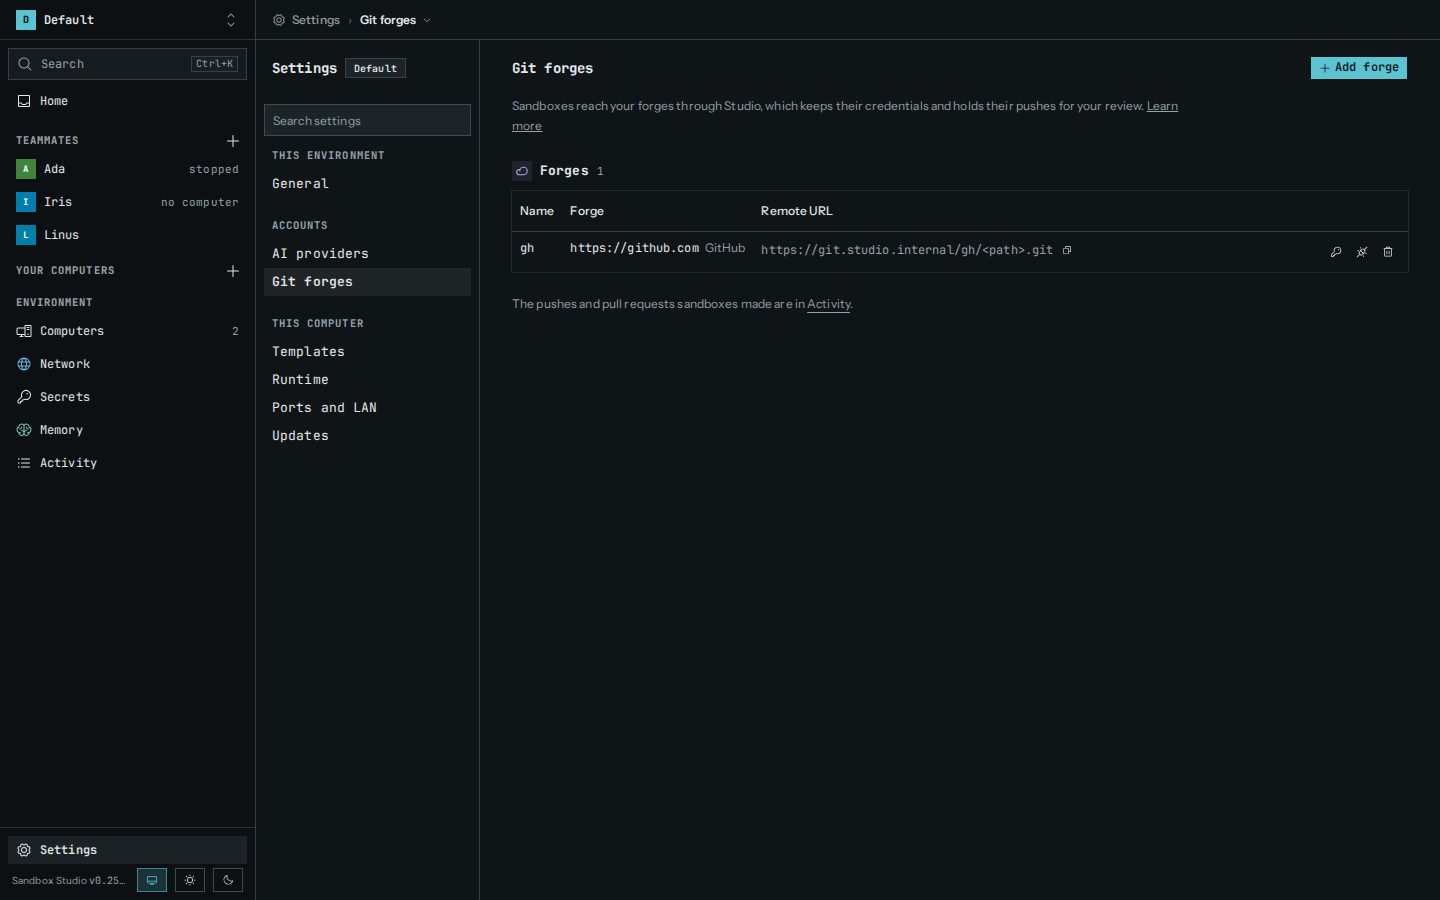 D Default
Search Ctrl+K
Home
TEAMMATES
A Ada stopped
I Iris no computer
L Linus
YOUR COMPUTERS
ENVIRONMENT
Computers 2
Network
Secrets
Memory
Activity
Settings
Sandbox Studio v0.25...
Settings › Git forges
Settings Default
Search settings
THIS ENVIRONMENT
General
ACCOUNTS
AI providers
Git forges
THIS COMPUTER
Templates
Runtime
Ports and LAN
Updates
Git forges
+ Add forge
Sandboxes reach your forges through Studio, which keeps their credentials and holds their pushes for your review. Learn
more
Forges 1
Name Forge Remote URL
gh https://github.com GitHub https://git.studio.internal/gh/<path>.git
The pushes and pull requests sandboxes made are in Activity.